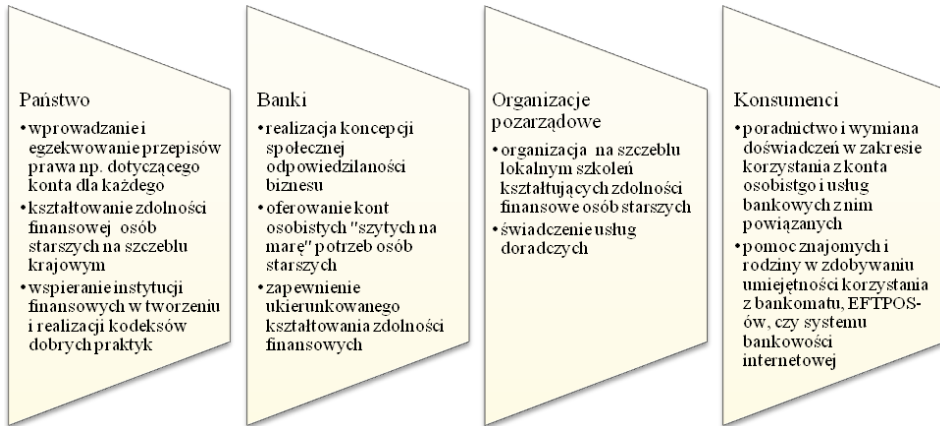 Państwo
•wprowadzanie i
egzekwowanie przepisów
prawa np. dotyczącego
konta dla każdego
•kształtowanie zdolności
finansowej osób
starszych na szczeblu
krajowym
•wspieranie instytucji
finansowych w tworzeniu
i realizacji kodeksów
dobrych praktyk
Banki
•realizacja koncepcji
społecznej
odpowiedzilaności
biznesu
•oferowanie kont
osobistych "szytych na
marę" potrzeb osób
starszych
•zapewnienie
ukierunkowanego
kształtowania zdolności
finansowych
Organizacje
pozarządowe
•organizacja na szczeblu
lokalnym szkoleń
kształtujących zdolności
finansowe osób starszych
•świadczenie usług
doradczych
Konsumenci
•poradnictwo i wymiana
doświadczeń w zakresie
korzystania z konta
osobistgo i usług
bankowych z nim
powiązanych
•pomoc znajomych i
rodziny w zdobywaniu
umiejętności korzystania
z bankomatu, EFTPOS-
ów, czy systemu
bankowości
internetowej